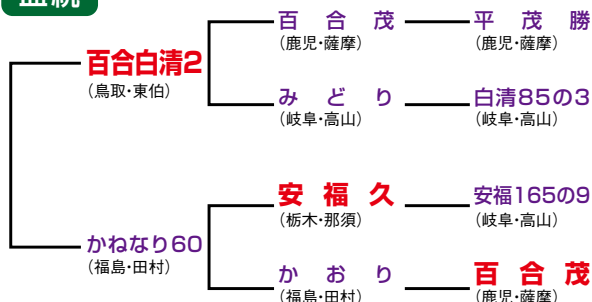 血統
百合茂
(鹿児・薩摩)
平茂勝
(鹿児・薩摩)
百合白清2
(鳥取・東伯)
みどり
(岐阜・高山)
白清85の3
(岐阜・高山)
安福久
(栃木・那須)
安福165の9
(岐阜・高山)
かねなり60
(福島・田村)
かおり
(福島・田村)
百合茂
(鹿児・薩摩)